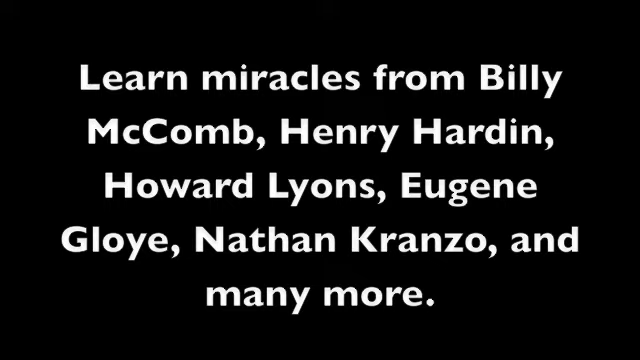 Learn miracles from Billy
McComb, Henry Hardin,
Howard Lyons, Eugene
Gloye, Nathan Kranzo, and
many more.